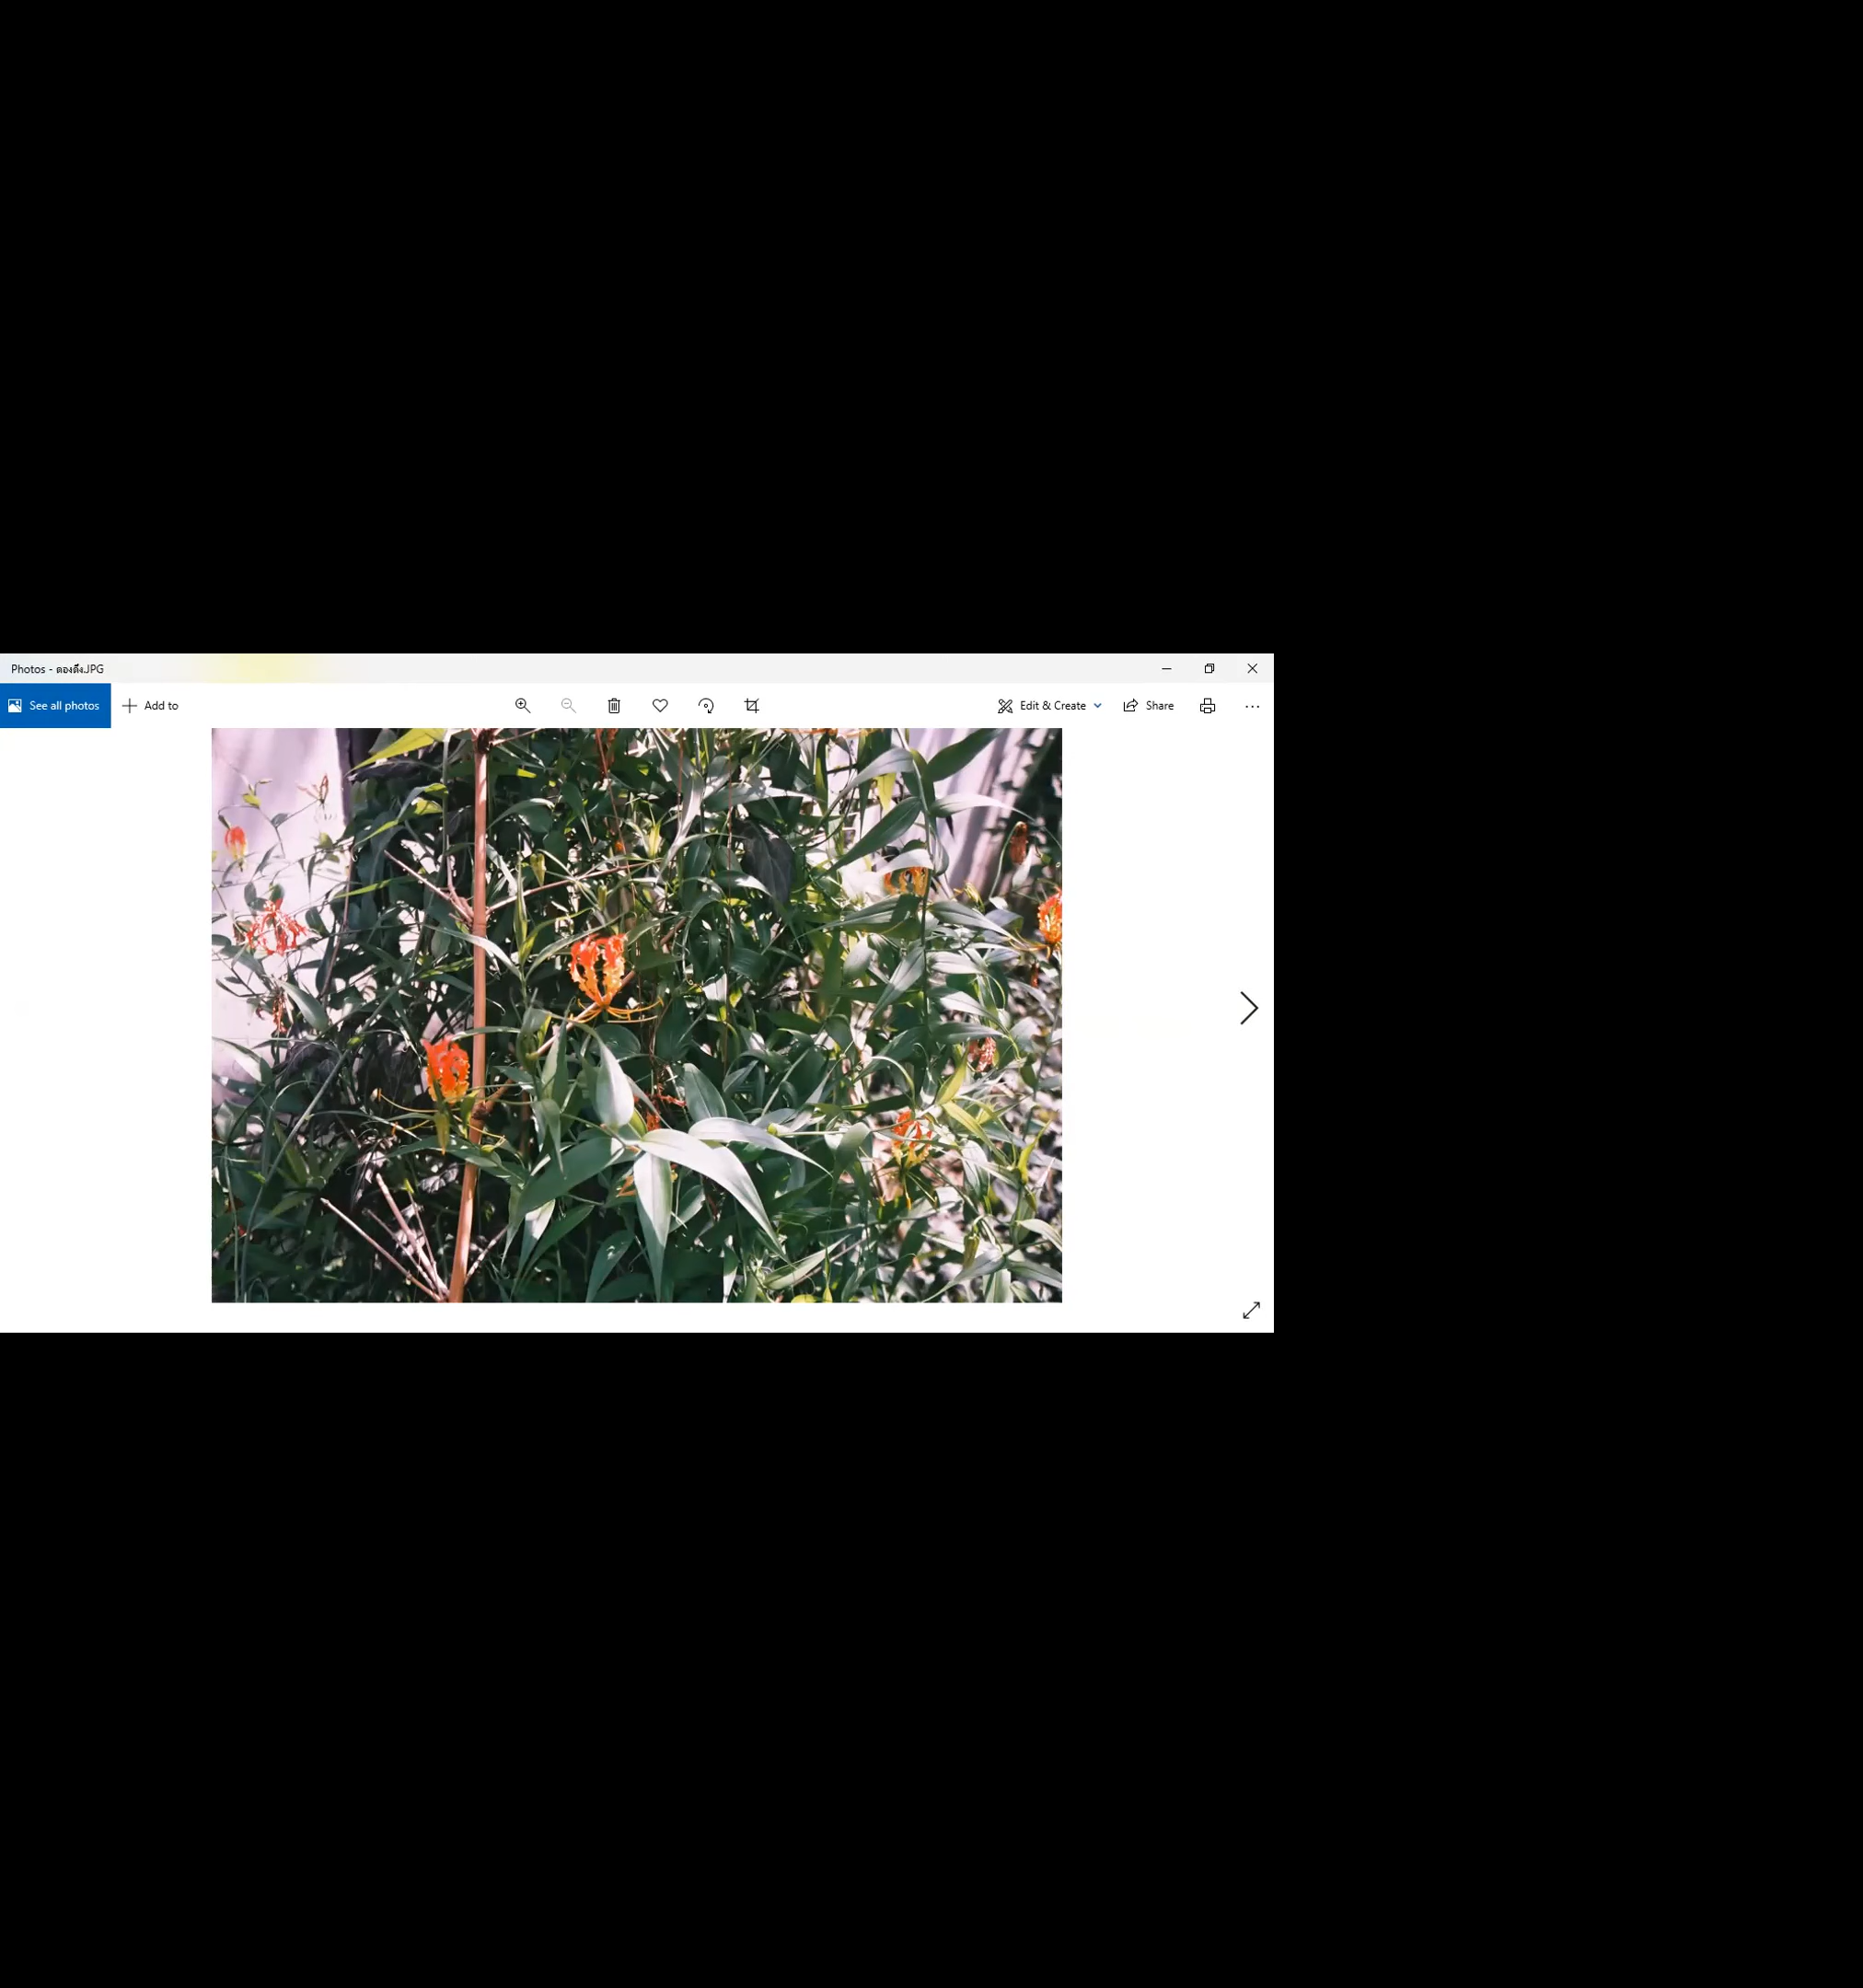 Photos - ดองดึง.JPG
See all photos
Add to
Edit & Create
Share